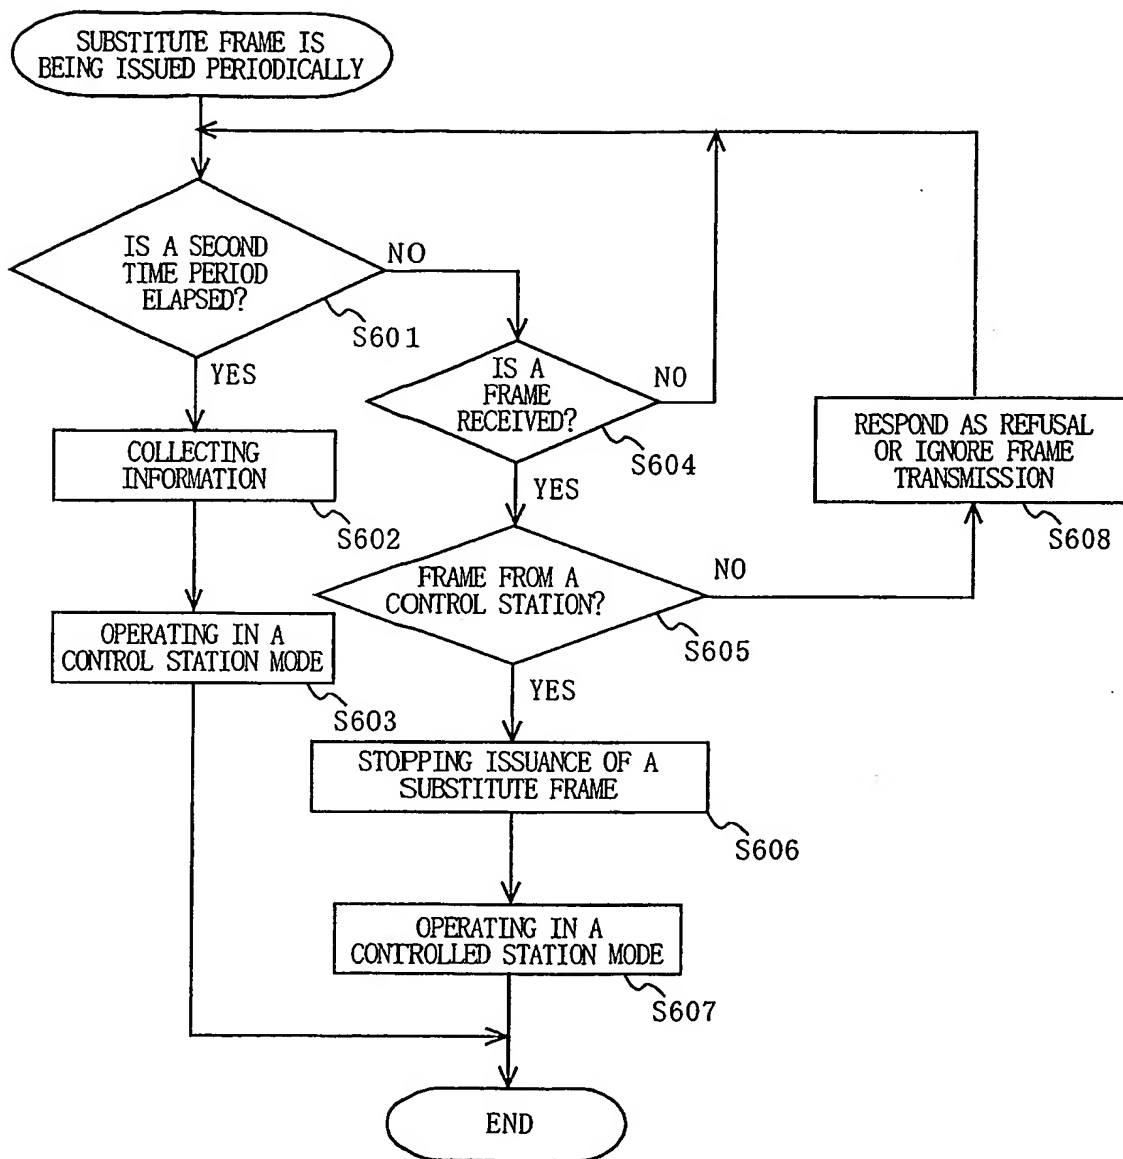 SUBSTITUTE FRAME IS
BEING ISSUED PERIODICALLY
IS A SECOND
TIME PERIOD
ELAPSED?
NO
S601
YES
COLLECTING
INFORMATION
S602
OPERATING IN A
CONTROL STATION MODE
S603
IS A
FRAME
RECEIVED?
NO
S604
YES
FRAME FROM A
CONTROL STATION?
NO
S605
YES
RESPOND AS REFUSAL
OR IGNORE FRAME
TRANSMISSION
S608
STOPPING ISSUANCE OF A
SUBSTITUTE FRAME
S606
OPERATING IN A
CONTROLLED STATION MODE
S607
END